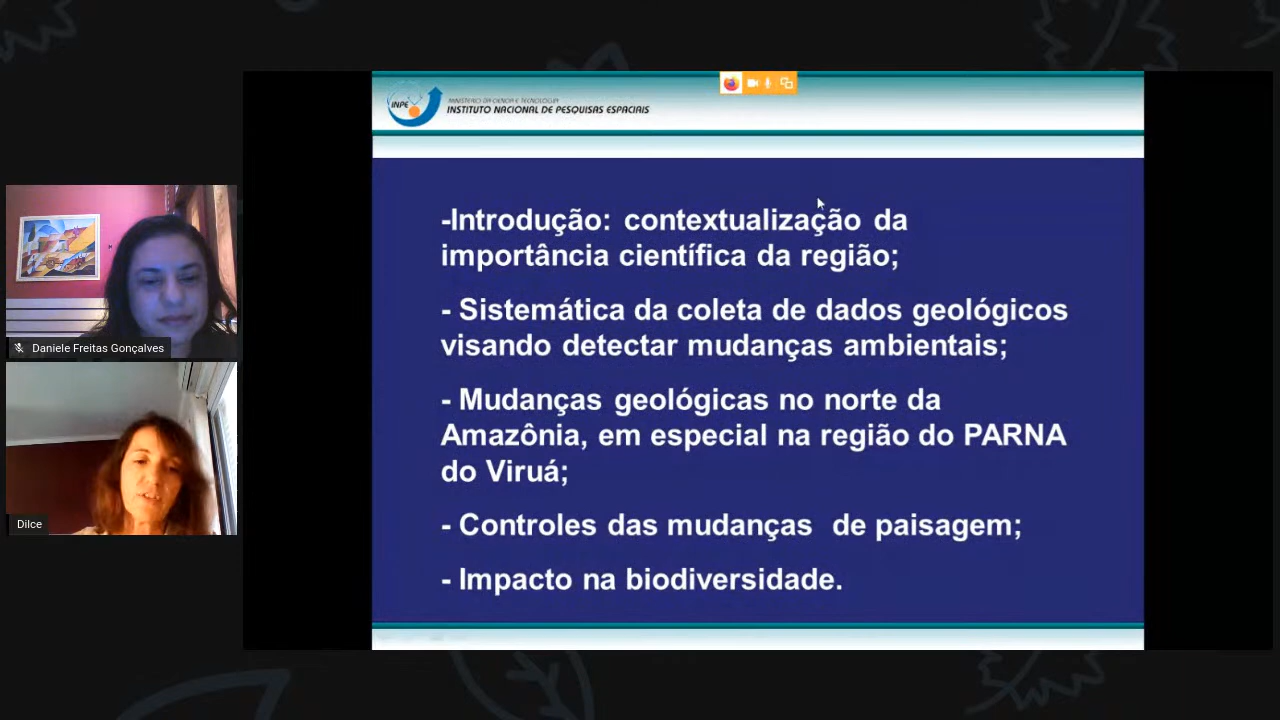 INPE
MINISTÉRIO DA CIÊNCIA E TECNOLOGIA
INSTITUTO NACIONAL DE PESQUISAS ESPACIAIS
-Introdução: contextualização da
importância científica da região;
- Sistemática da coleta de dados geológicos
visando detectar mudanças ambientais;
- Mudanças geológicas no norte da
Amazônia, em especial na região do PARNA
do Viruá;
- Controles das mudanças de paisagem;
- Impacto na biodiversidade.
Daniele Freitas Gonçalves
Dilce